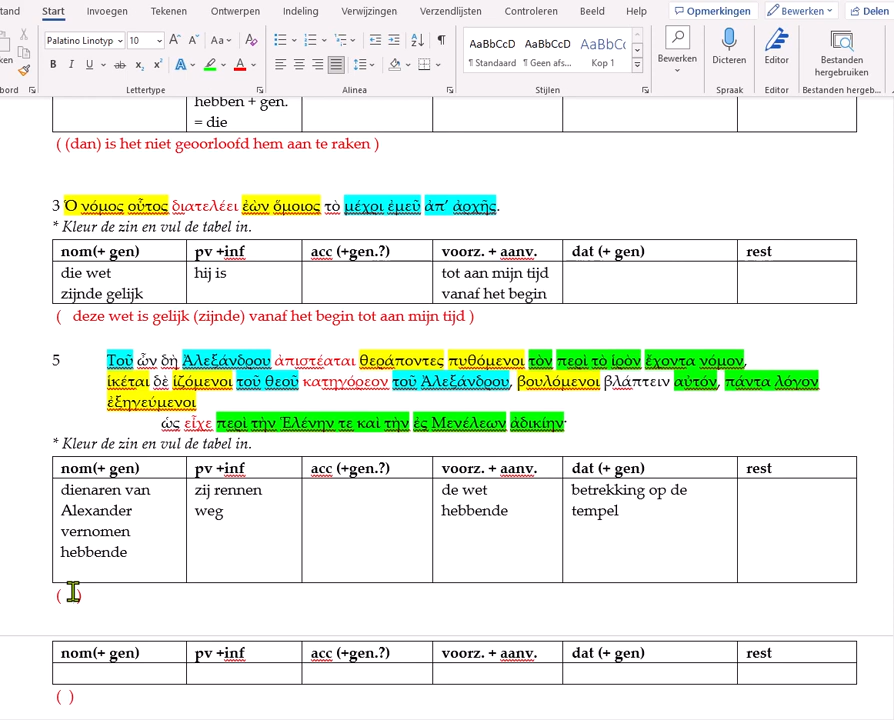 tand Start Invoegen Tekenen Ontwerpen Indeling Verwijzingen Verzendlijsten Controleren Beeld Help Opmerkingen Bewerken Delen
Palatino Linotyp 10 A A Aa A AaBbCcD AaBbCcD AaBbCc
ken B I U ab x₂ x² A A ¶ Standaard ¶ Geen afs... Kop 1 Bewerken Dicteren Editor Bestanden hergebruiken
bord Lettertype Alinea Stijlen Spraak Editor Bestanden hergeb...
hebben + gen.
= die
( (dan) is het niet geoorloofd hem aan te raken )
3 Ὁ νόμος οὗτος διατελέει ἐὼν ὅμοιος τὸ μέχρι ἐμεῦ ἀπ’ ἀρχῆς.
* Kleur de zin en vul de tabel in.
nom(+ gen) pv +inf acc (+gen.?) voorz. + aanv. dat (+ gen) rest
die wet hij is tot aan mijn tijd
zijnde gelijk vanaf het begin
( deze wet is gelijk (zijnde) vanaf het begin tot aan mijn tijd )
5 Τοῦ ὦν δὴ Ἀλεξάνδρου ἀπιστέαται θεράποντες πυθόμενοι τὸν περὶ τὸ ἱρὸν ἔχοντα νόμον,
ἱκέται δὲ ἱζόμενοι τοῦ θεοῦ κατηγόρεον τοῦ Ἀλεξάνδρου, βουλόμενοι βλάπτειν αὐτόν, πάντα λόγον
ἐξηγεύμενοι
ὡς εἶχε περὶ τὴν Ἑλένην τε καὶ τὴν ἐς Μενέλεων ἀδικίην·
* Kleur de zin en vul de tabel in.
nom(+ gen) pv +inf acc (+gen.?) voorz. + aanv. dat (+ gen) rest
dienaren van zij rennen de wet betrekking op de
Alexander weg hebbende tempel
vernomen
hebbende
( )
nom(+ gen) pv +inf acc (+gen.?) voorz. + aanv. dat (+ gen) rest
( )